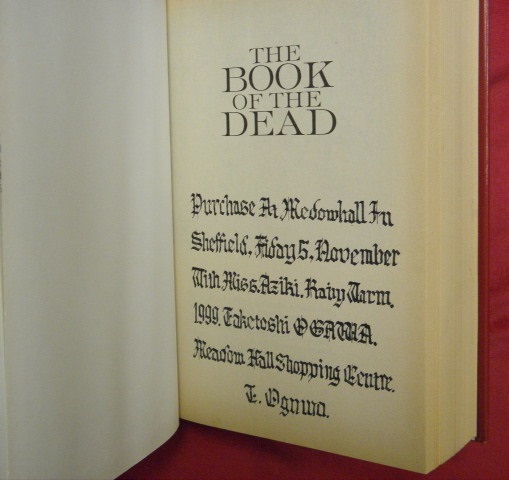 THE
BOOK
OF THE
DEAD
Purchase At Medowhall In
Sheffield, Fiday 5, November
With Miss. Aziki. Rainy Warm.
1999. Taketoshi OGAWA.
Meadow Hall Shopping Centre.
T. Ogawa.